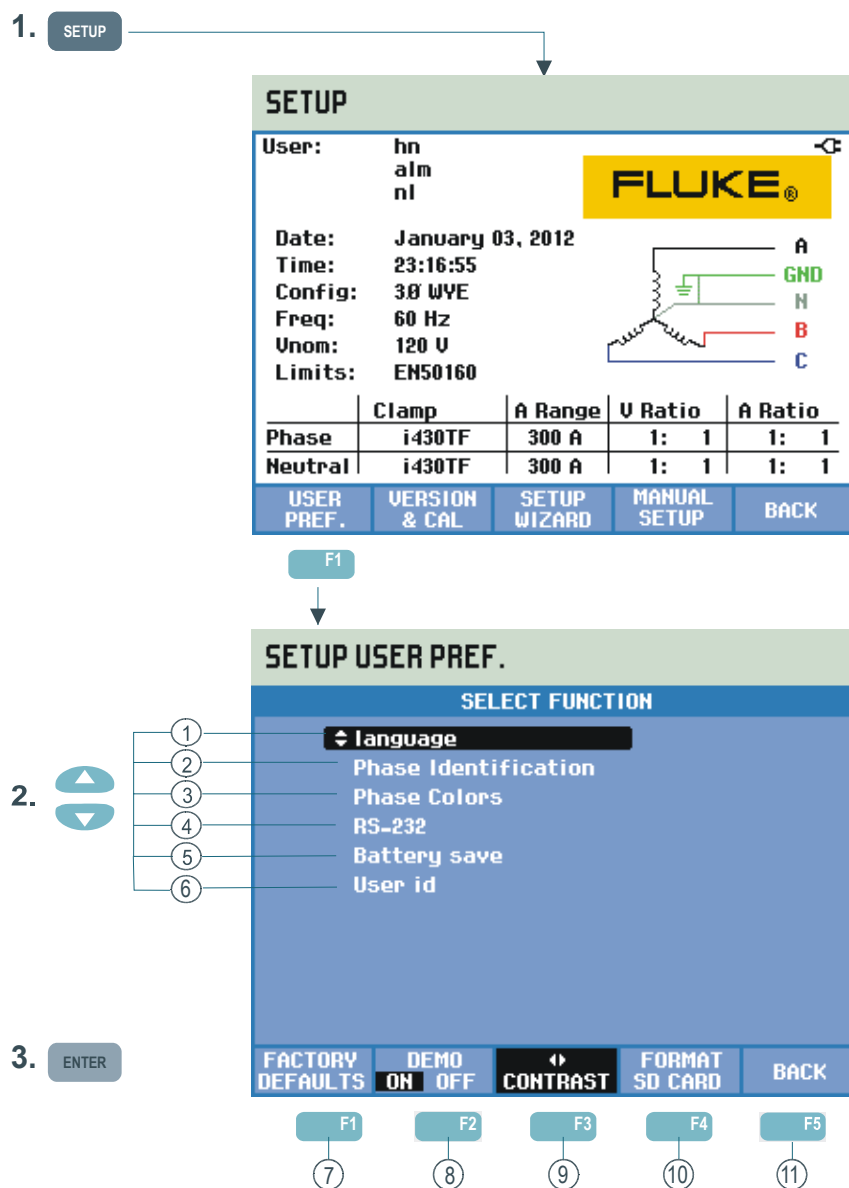 1. SETUP
SETUP
User: hn
alm
nl
FLUKE®
Date: January 03, 2012
Time: 23:16:55
Config: 3Ø WYE
Freq: 60 Hz
Vnom: 120 V
Limits: EN50160
A
GND
N
B
C
Clamp A Range V Ratio A Ratio
Phase i430TF 300 A 1: 1 1: 1
Neutral i430TF 300 A 1: 1 1: 1
USER PREF. VERSION & CAL SETUP WIZARD MANUAL SETUP BACK
F1
SETUP USER PREF.
SELECT FUNCTION
1 language
2 Phase Identification
2.
3 Phase Colors
4 RS-232
5 Battery save
6 User id
3. ENTER
FACTORY DEFAULTS DEMO ON OFF CONTRAST FORMAT SD CARD BACK
F1 F2 F3 F4 F5
7 8 9 10 11